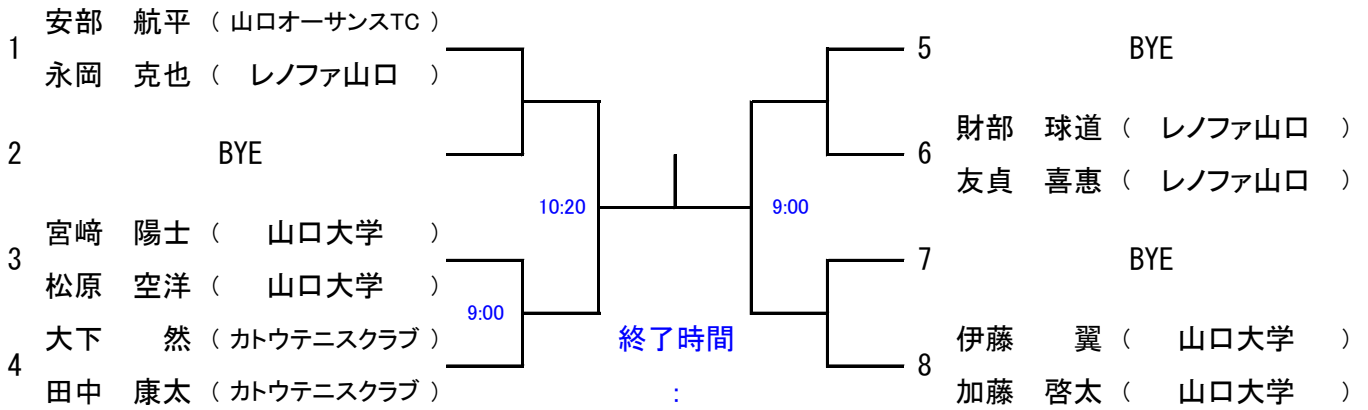 1
安部　航平 ( 山口オーサンスTC )
永岡　克也 ( レノファ山口 )
2
BYE
3
宮﨑　陽士 ( 山口大学 )
松原　空洋 ( 山口大学 )
4
大下　　然 ( カトウテニスクラブ )
田中　康太 ( カトウテニスクラブ )
9:00
10:20
9:00
終了時間
:
5
BYE
6
財部　球道 ( レノファ山口 )
友貞　喜惠 ( レノファ山口 )
7
BYE
8
伊藤　　翼 ( 山口大学 )
加藤　啓太 ( 山口大学 )